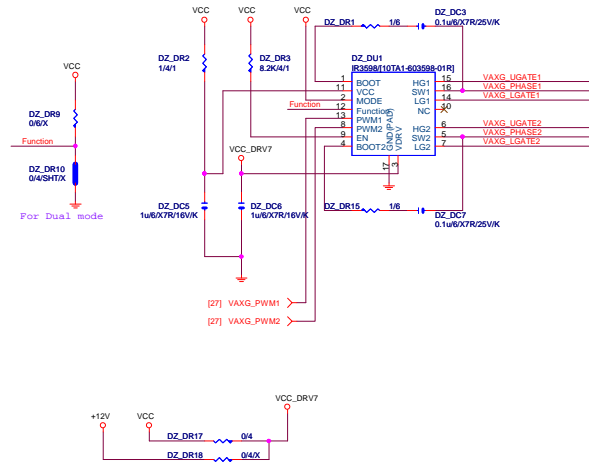 VCC
VCC
VCC
DZ_DR1
1/6
DZ_DC3
0.1u/6/X7R/25V/K
DZ_DR2
1/4/1
DZ_DR3
8.2K/4/1
DZ_DU1
IR3598/[10TA1-603598-01R]
VCC
1
BOOT
HG1
15
VAXG_UGATE1
11
VCC
SW1
16
VAXG_PHASE1
2
MODE
LG1
14
VAXG_LGATE1
Function
12
Function
NC
10
13
PWM1
8
PWM2
HG2
6
VAXG_UGATE2
9
EN
SW2
5
VAXG_PHASE2
4
BOOT2
LG2
7
VAXG_LGATE2
GND(PAD)
VDRV
17
3
DZ_DR9
0/6/X
Function
VCC_DRV7
DZ_DR10
0/4/SHT/X
For Dual mode
DZ_DC5
1u/6/X7R/16V/K
DZ_DC6
1u/6/X7R/16V/K
DZ_DR15
1/6
DZ_DC7
0.1u/6/X7R/25V/K
[27] VAXG_PWM1
[27] VAXG_PWM2
VCC_DRV7
+12V
VCC
DZ_DR17
0/4
DZ_DR18
0/4/X